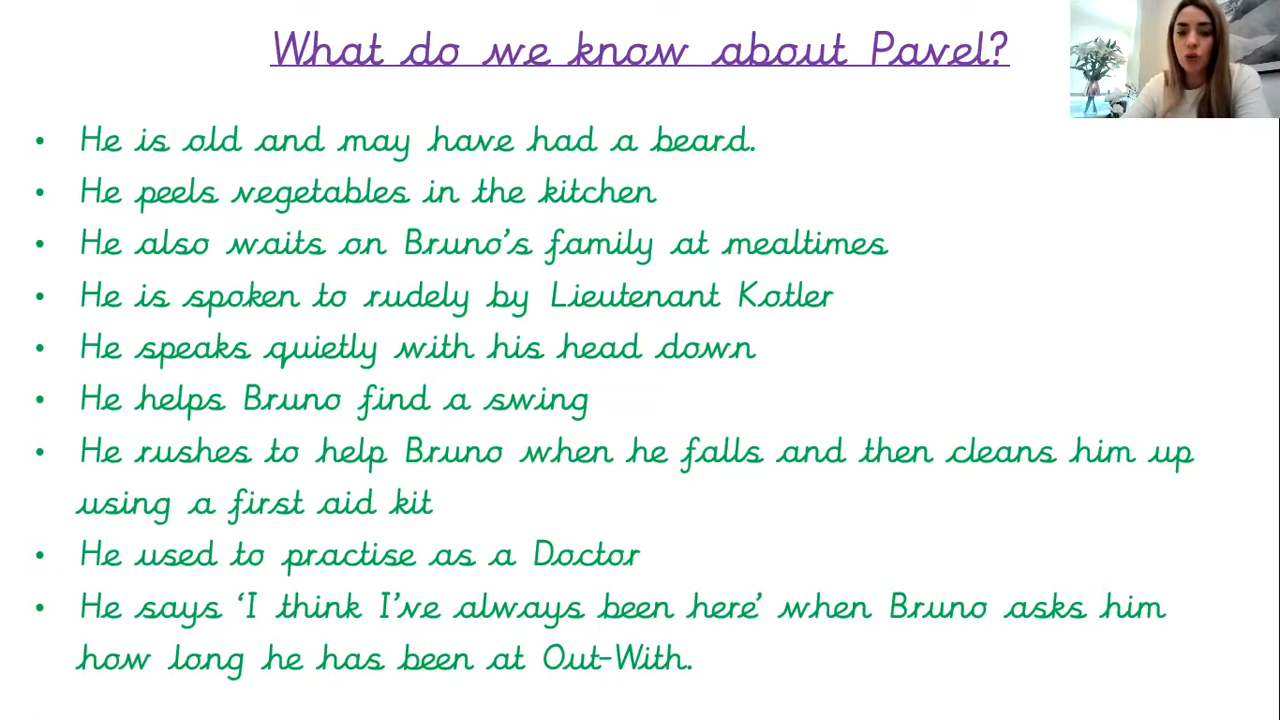 What do we know about Pavel?
• He is old and may have had a beard.
• He peels vegetables in the kitchen
• He also waits on Bruno's family at mealtimes
• He is spoken to rudely by Lieutenant Kotler
• He speaks quietly with his head down
• He helps Bruno find a swing
• He rushes to help Bruno when he falls and then cleans him up
using a first aid kit
• He used to practise as a Doctor
• He says ‘I think I've always been here’ when Bruno asks him
how long he has been at Out-With.